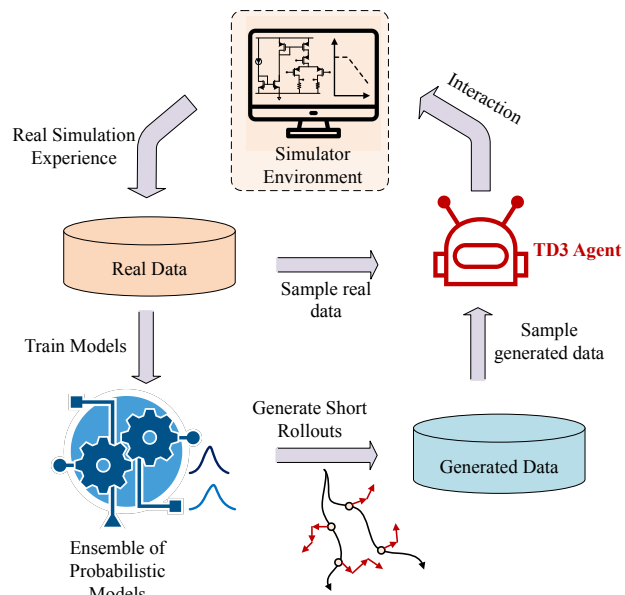 Simulator
Environment
Interaction
Real Simulation
Experience
Real Data
Sample real
data
TD3 Agent
Train Models
Sample
generated data
Generate Short
Rollouts
Generated Data
Ensemble of
Probabilistic
Models